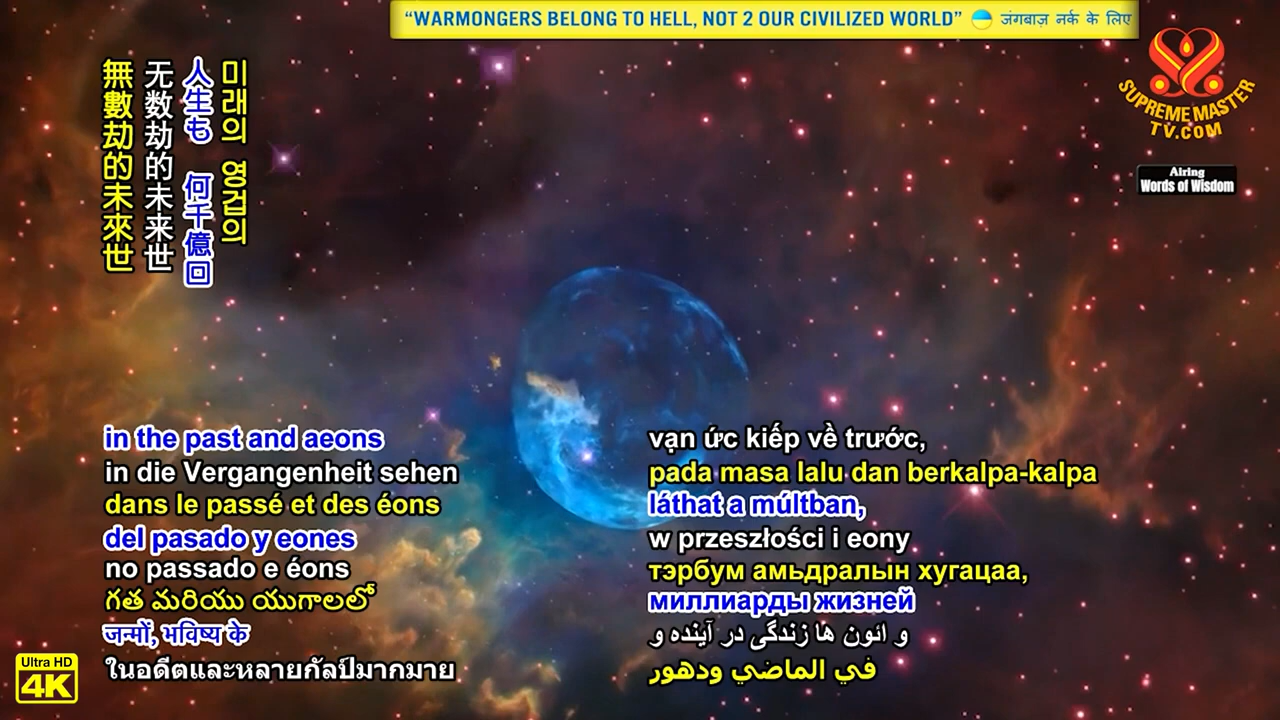 “WARMONGERS BELONG TO HELL, NOT 2 OUR CIVILIZED WORLD” जंगबाज़ नर्क के लिए
SUPREME MASTER
TV.COM
Airing
Words of Wisdom
미래의 영겁의
人生も 何千億回
无数劫的未来世
無數劫的未來世
in the past and aeons
in die Vergangenheit sehen
dans le passé et des éons
del pasado y eones
no passado e éons
గత మరియు యుగాలలో
जन्मों, भविष्य के
ในอดีตและหลายกัลป์มากมาย
vạn ức kiếp về trước,
pada masa lalu dan berkalpa-kalpa
láthat a múltban,
w przeszłości i eony
тэрбум амьдралын хугацаа,
миллиарды жизней
و ائون ها زندگی در آینده و
في الماضي ودهور
Ultra HD
4K